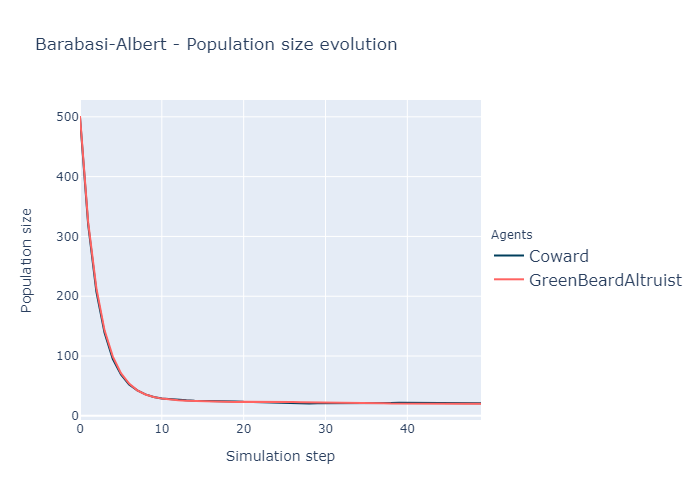 Barabasi-Albert - Population size evolution
500
400
300
200
100
0
Population size
0 10 20 30 40
Simulation step
Agents
Coward
GreenBeardAltruist